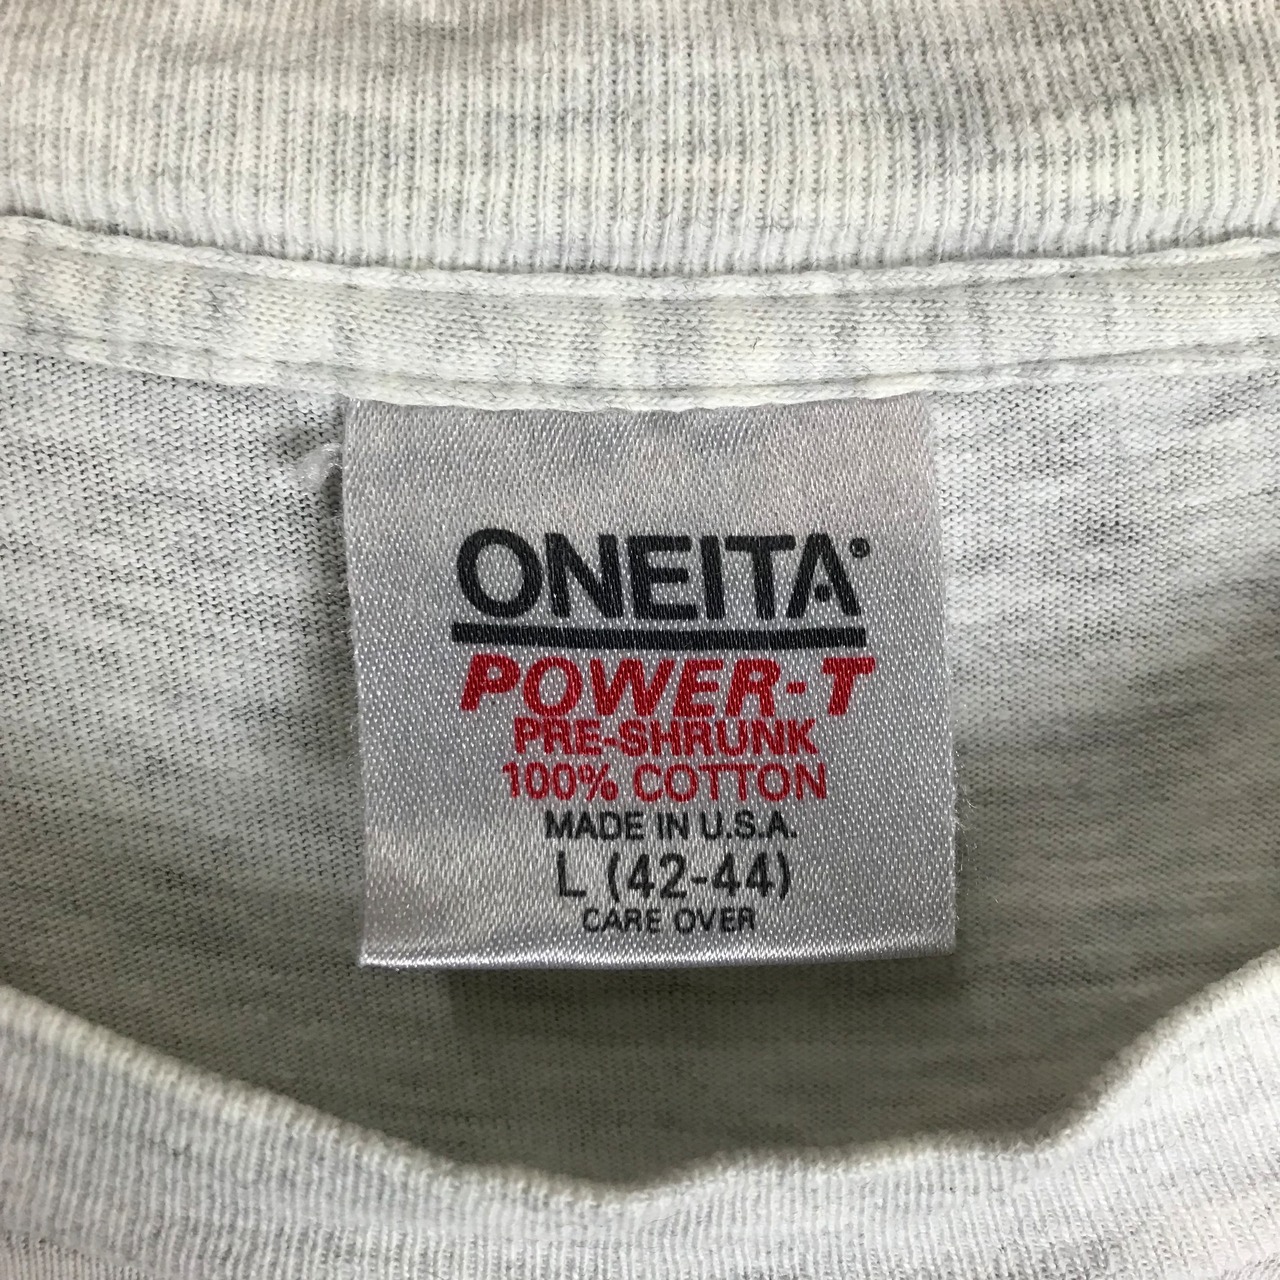 ONEITA®
POWER-T
PRE-SHRUNK
100% COTTON
MADE IN U.S.A.
L (42-44)
CARE OVER